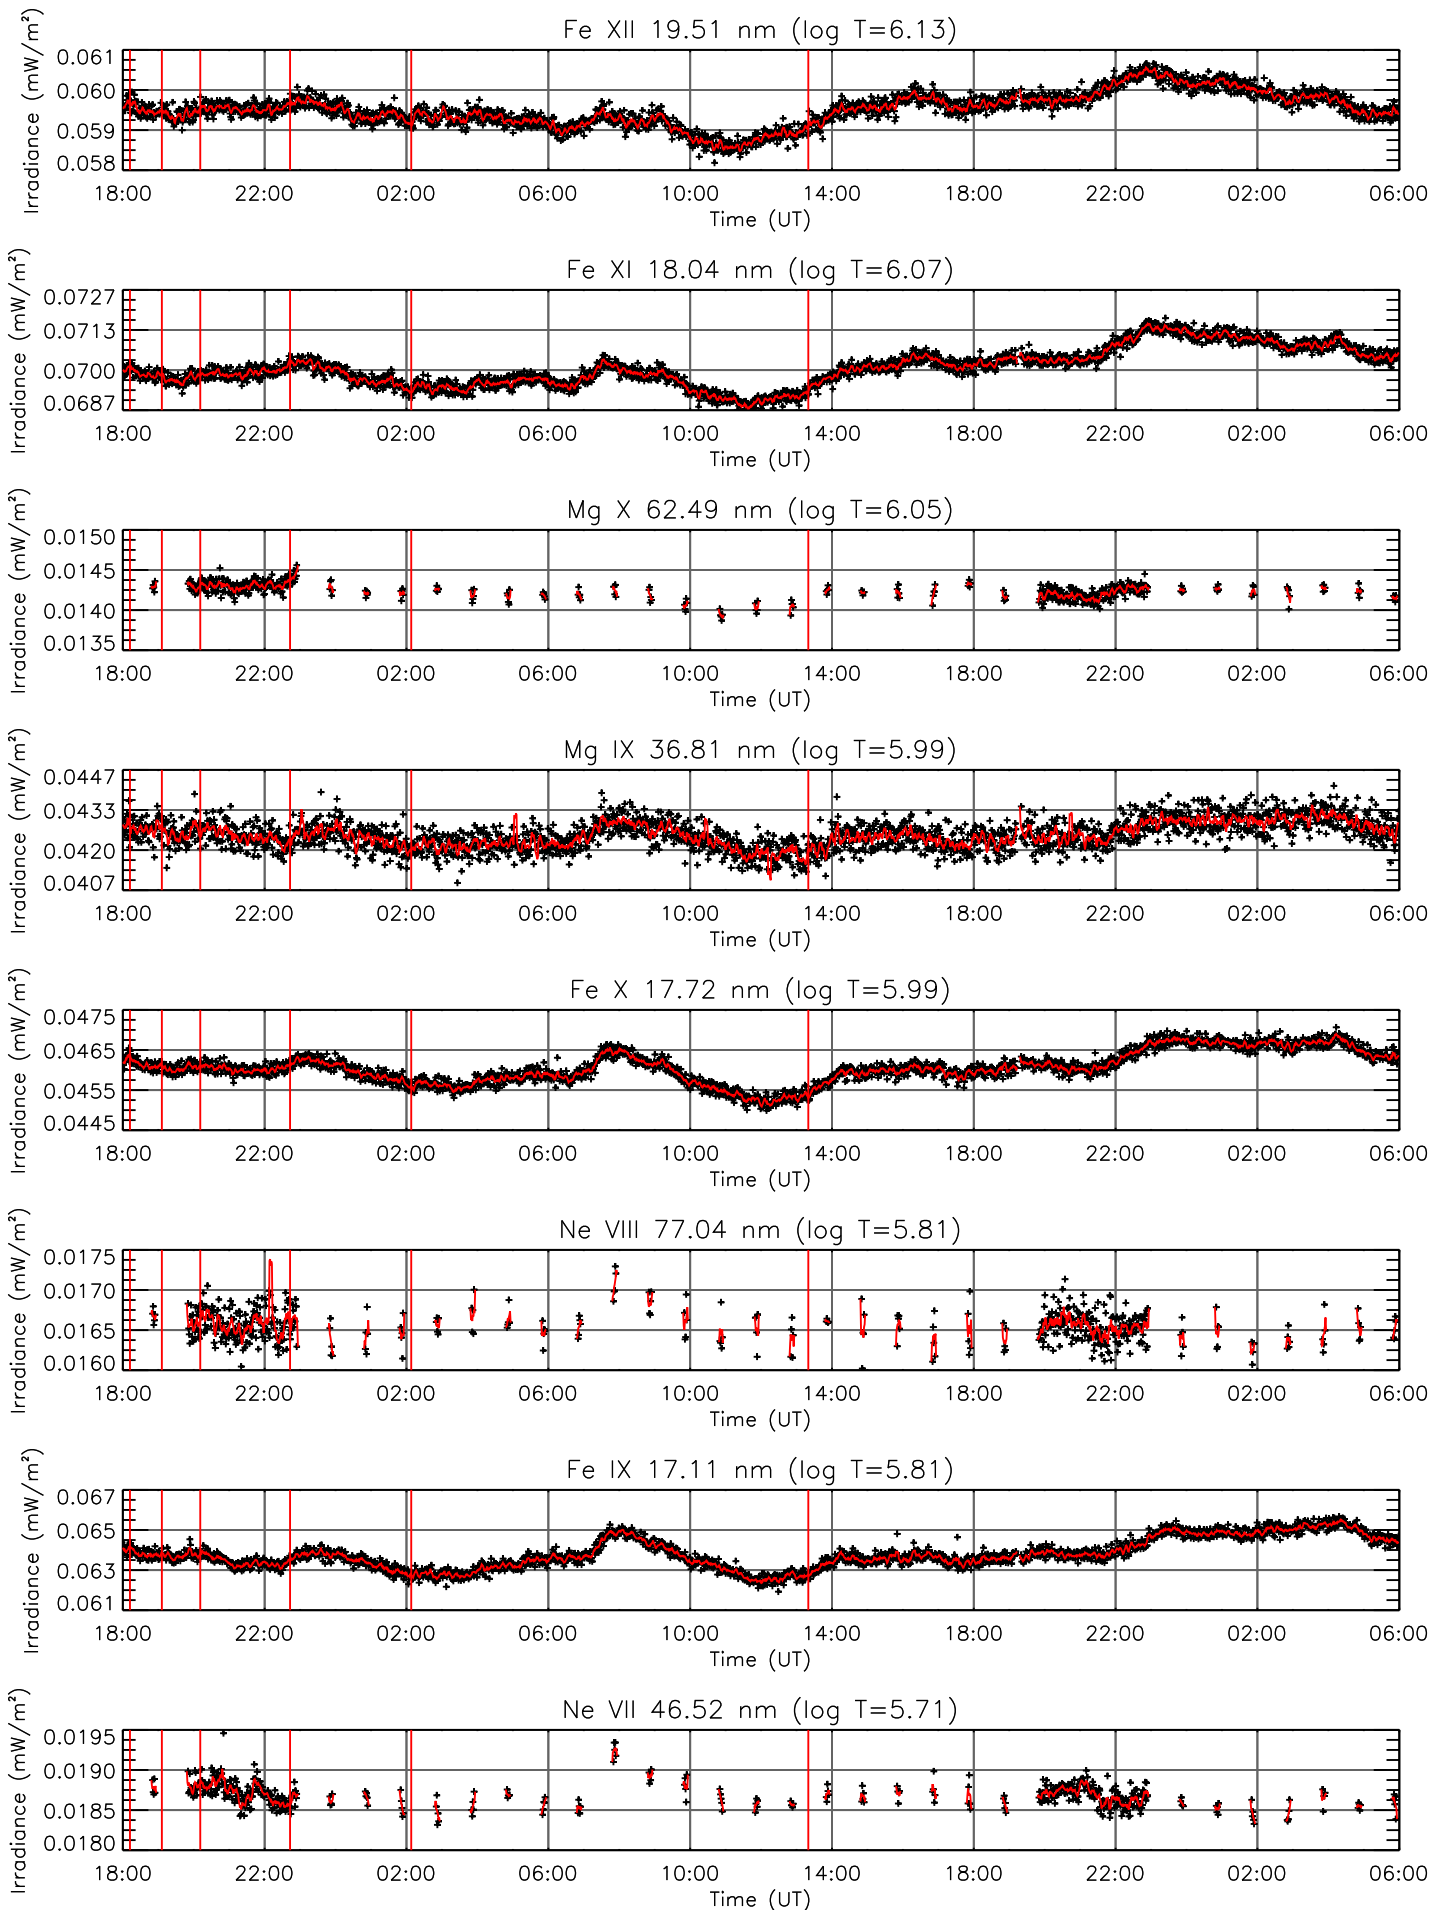 Fe XII 19.51 nm (log T=6.13)
Irradiance (mW/m²)
0.061
0.060
0.059
0.058
18:00 22:00 02:00 06:00 10:00 14:00 18:00 22:00 02:00 06:00
Time (UT)
Fe XI 18.04 nm (log T=6.07)
Irradiance (mW/m²)
0.0727
0.0713
0.0700
0.0687
18:00 22:00 02:00 06:00 10:00 14:00 18:00 22:00 02:00 06:00
Time (UT)
Mg X 62.49 nm (log T=6.05)
Irradiance (mW/m²)
0.0150
0.0145
0.0140
0.0135
18:00 22:00 02:00 06:00 10:00 14:00 18:00 22:00 02:00 06:00
Time (UT)
Mg IX 36.81 nm (log T=5.99)
Irradiance (mW/m²)
0.0447
0.0433
0.0420
0.0407
18:00 22:00 02:00 06:00 10:00 14:00 18:00 22:00 02:00 06:00
Time (UT)
Fe X 17.72 nm (log T=5.99)
Irradiance (mW/m²)
0.0475
0.0465
0.0455
0.0445
18:00 22:00 02:00 06:00 10:00 14:00 18:00 22:00 02:00 06:00
Time (UT)
Ne VIII 77.04 nm (log T=5.81)
Irradiance (mW/m²)
0.0175
0.0170
0.0165
0.0160
18:00 22:00 02:00 06:00 10:00 14:00 18:00 22:00 02:00 06:00
Time (UT)
Fe IX 17.11 nm (log T=5.81)
Irradiance (mW/m²)
0.067
0.065
0.063
0.061
18:00 22:00 02:00 06:00 10:00 14:00 18:00 22:00 02:00 06:00
Time (UT)
Ne VII 46.52 nm (log T=5.71)
Irradiance (mW/m²)
0.0195
0.0190
0.0185
0.0180
18:00 22:00 02:00 06:00 10:00 14:00 18:00 22:00 02:00 06:00
Time (UT)